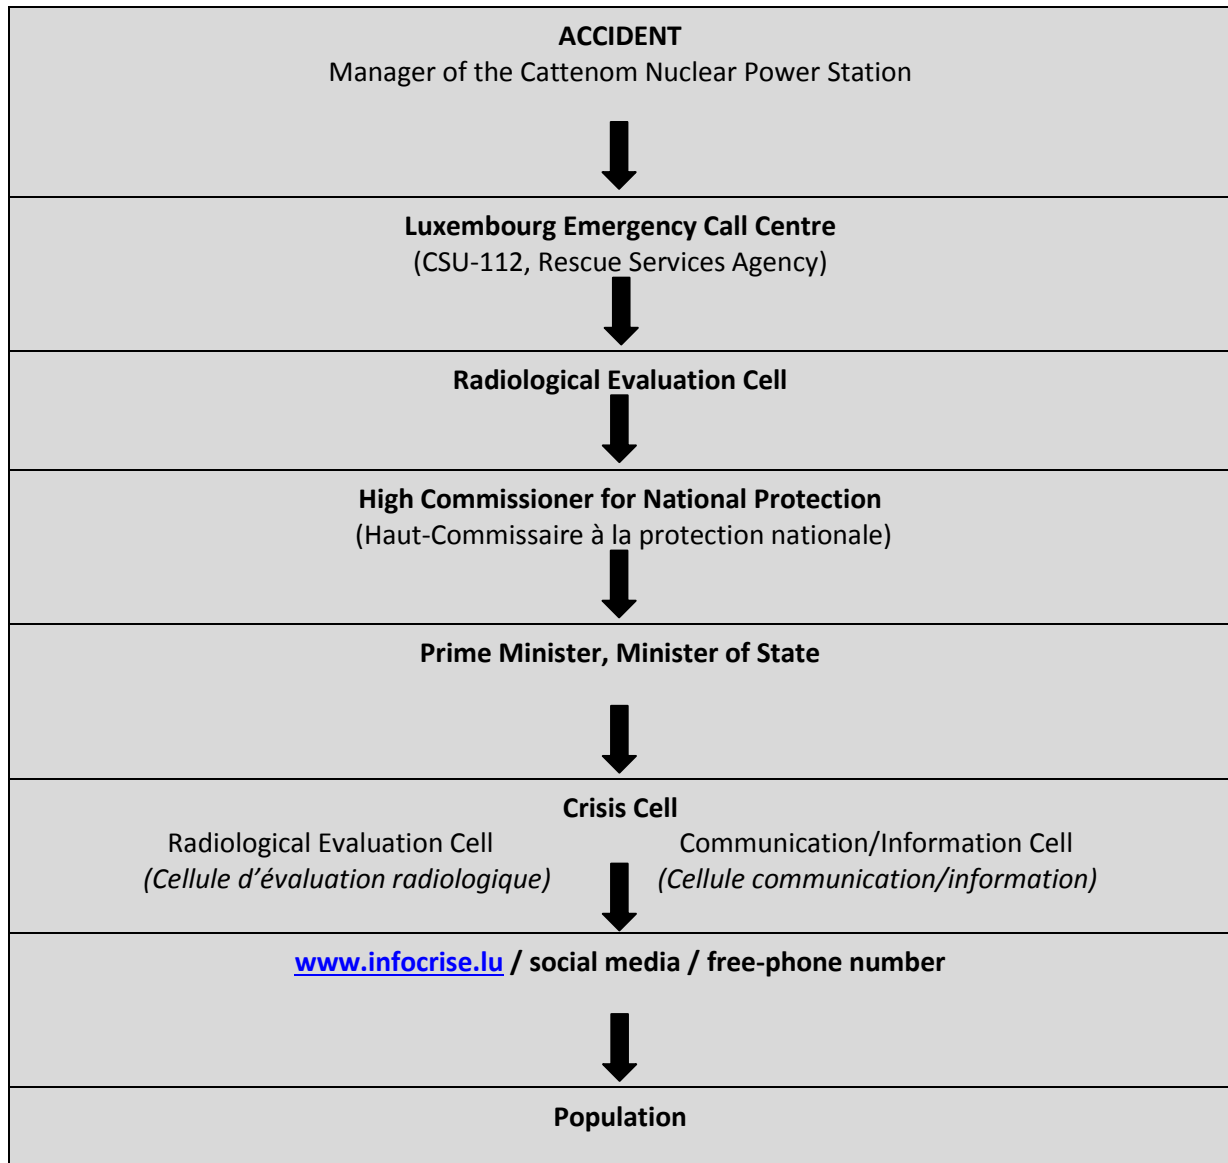 ACCIDENT
Manager of the Cattenom Nuclear Power Station
Luxembourg Emergency Call Centre
(CSU-112, Rescue Services Agency)
Radiological Evaluation Cell
High Commissioner for National Protection
(Haut-Commissaire à la protection nationale)
Prime Minister, Minister of State
Crisis Cell
Radiological Evaluation Cell
(Cellule d’évaluation radiologique)
Communication/Information Cell
(Cellule communication/information)
www.infocrise.lu / social media / free-phone number
Population